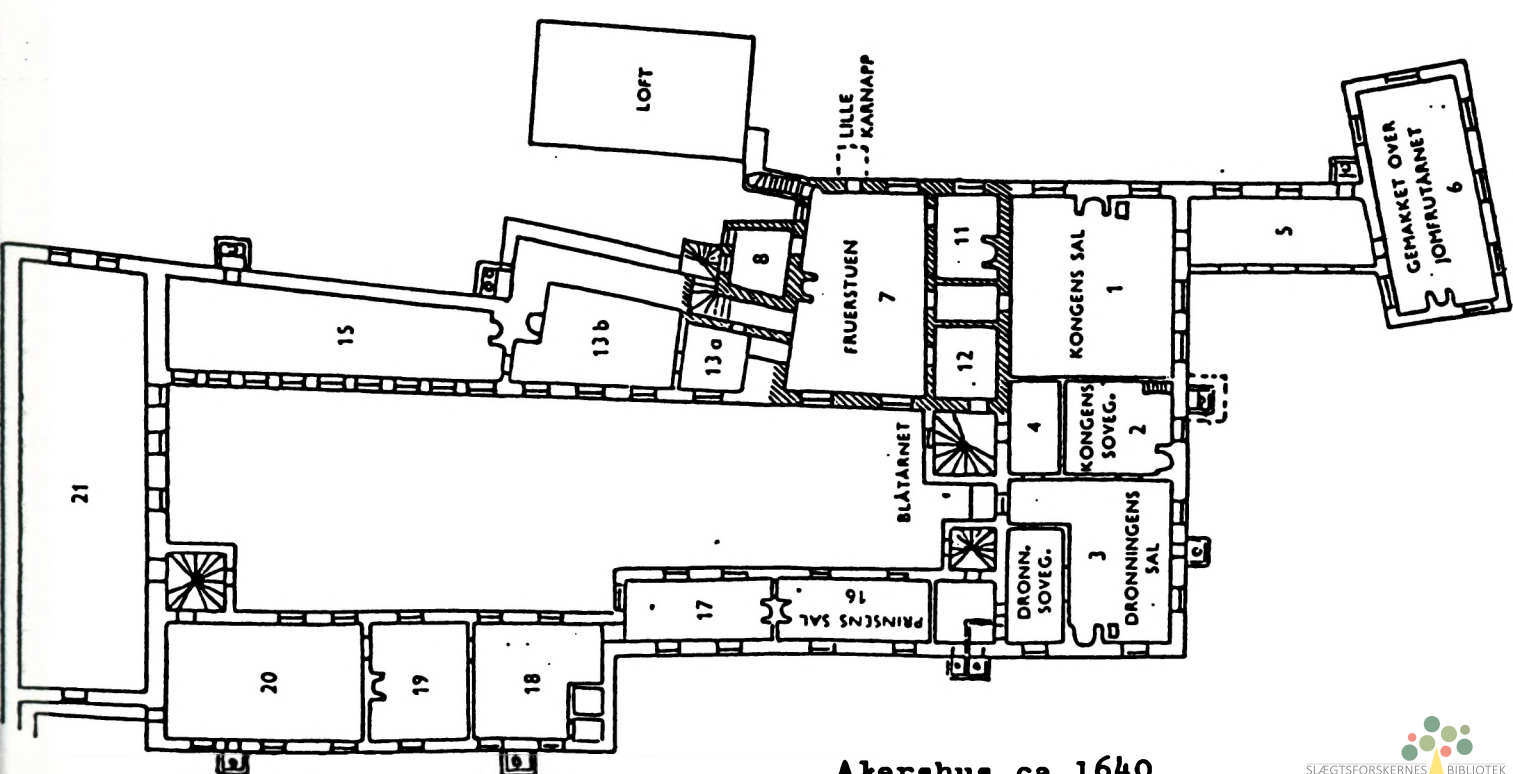 LOFT
LILLE
KARNAPP
GEMAKKET OVER
JOMFRUTÅRNET
6
5
8
11
FRUERSTUEN
7
KONGENS SAL
1
15
13b
13a
12
4
KONGENS
SOVEG.
2
BLÅTÅRNET
21
3
DRONNINGENS
SAL
DRONN.
SOVEG.
17
16
PRINSENS SAL
20
19
18
Akershus ca 1640
SLÆGTSFORSKERNES BIBLIOTEK